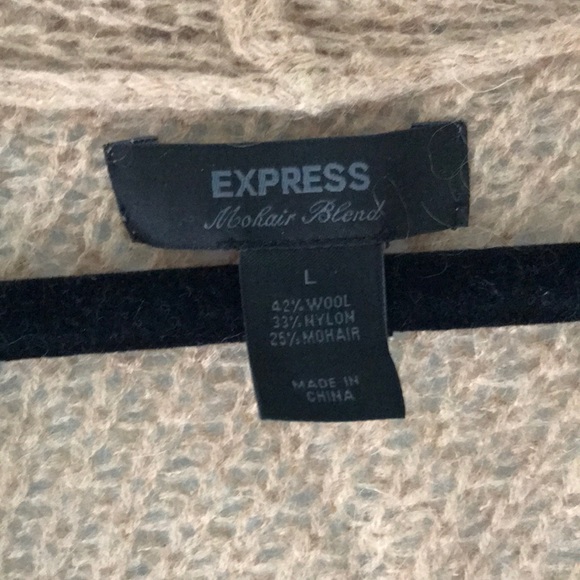 EXPRESS
Mohair Blend
L
42% WOOL
33% NYLON
25% MOHAIR
MADE IN
CHINA